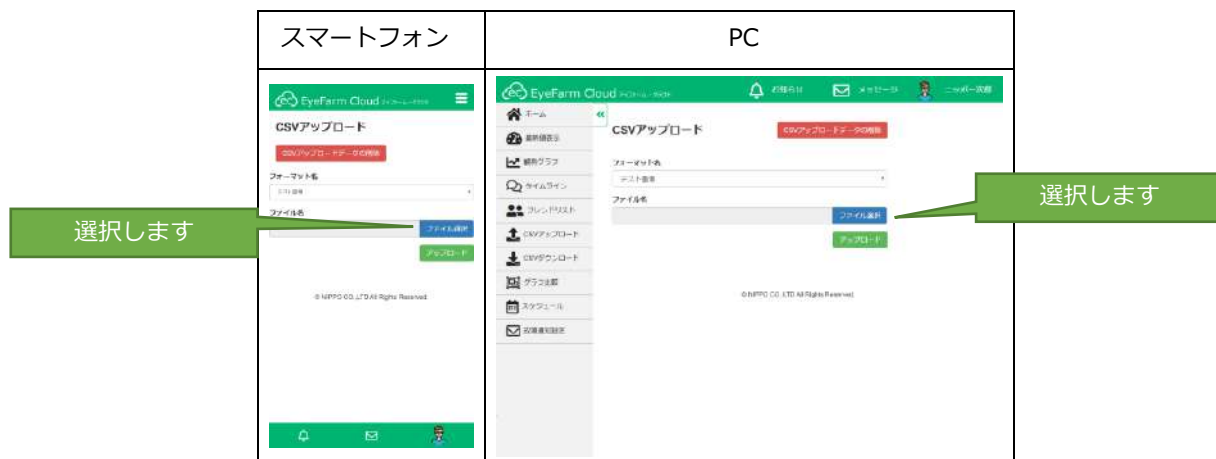 スマートフォン
PC
EyeFarm Cloud
CSVアップロード
CSVアップロードデータの削除
フォーマット名
ファイル名
ファイル選択
アップロード
© NIPPO CO.,LTD All Rights Reserved.
選択します
EyeFarm Cloud
お知らせ
メッセージ
ニッポー次郎
ホーム
最新値表示
個別グラフ
タイムライン
フレンドリスト
CSVアップロード
CSVダウンロード
グラフ比較
スケジュール
CSVアップロード
CSVアップロードデータの削除
フォーマット名
テスト画像
ファイル名
ファイル選択
アップロード
© NIPPO CO.,LTD All Rights Reserved.
選択します